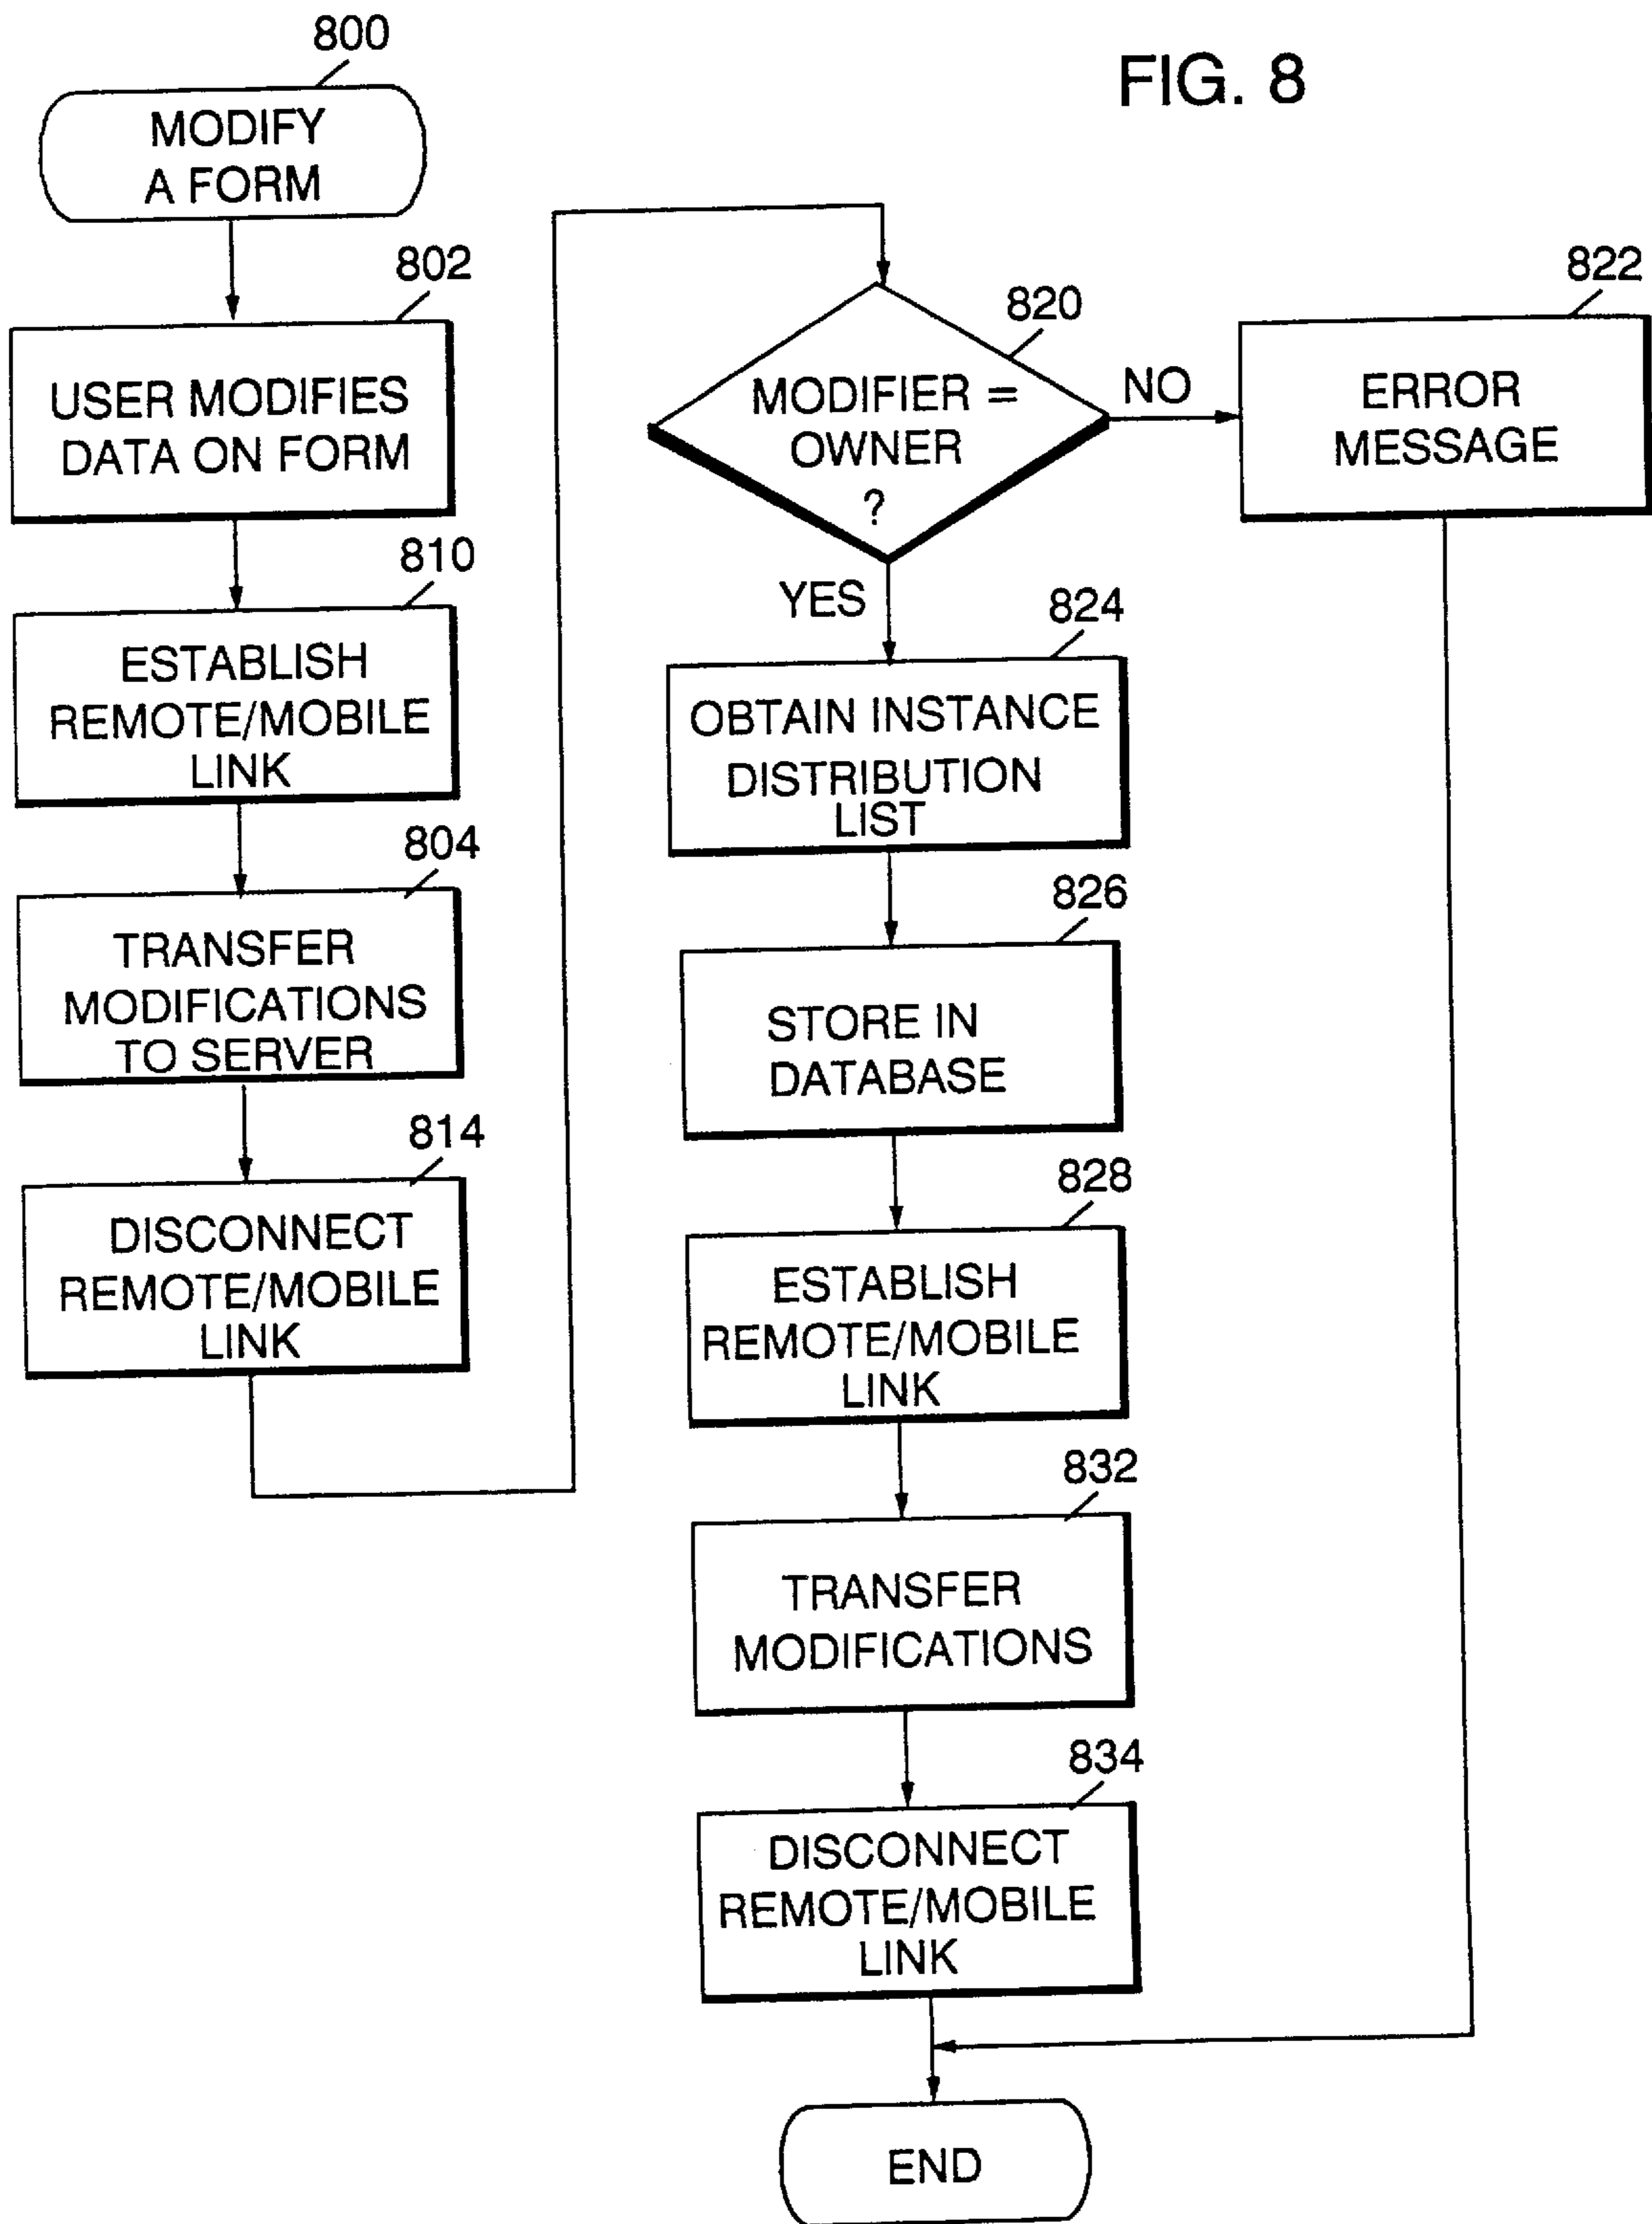 FIG. 8
800
MODIFY
A FORM
802
USER MODIFIES
DATA ON FORM
810
ESTABLISH
REMOTE/MOBILE
LINK
804
TRANSFER
MODIFICATIONS
TO SERVER
814
DISCONNECT
REMOTE/MOBILE
LINK
820
MODIFIER =
OWNER
?
NO
822
ERROR
MESSAGE
YES
824
OBTAIN INSTANCE
DISTRIBUTION
LIST
826
STORE IN
DATABASE
828
ESTABLISH
REMOTE/MOBILE
LINK
832
TRANSFER
MODIFICATIONS
834
DISCONNECT
REMOTE/MOBILE
LINK
END